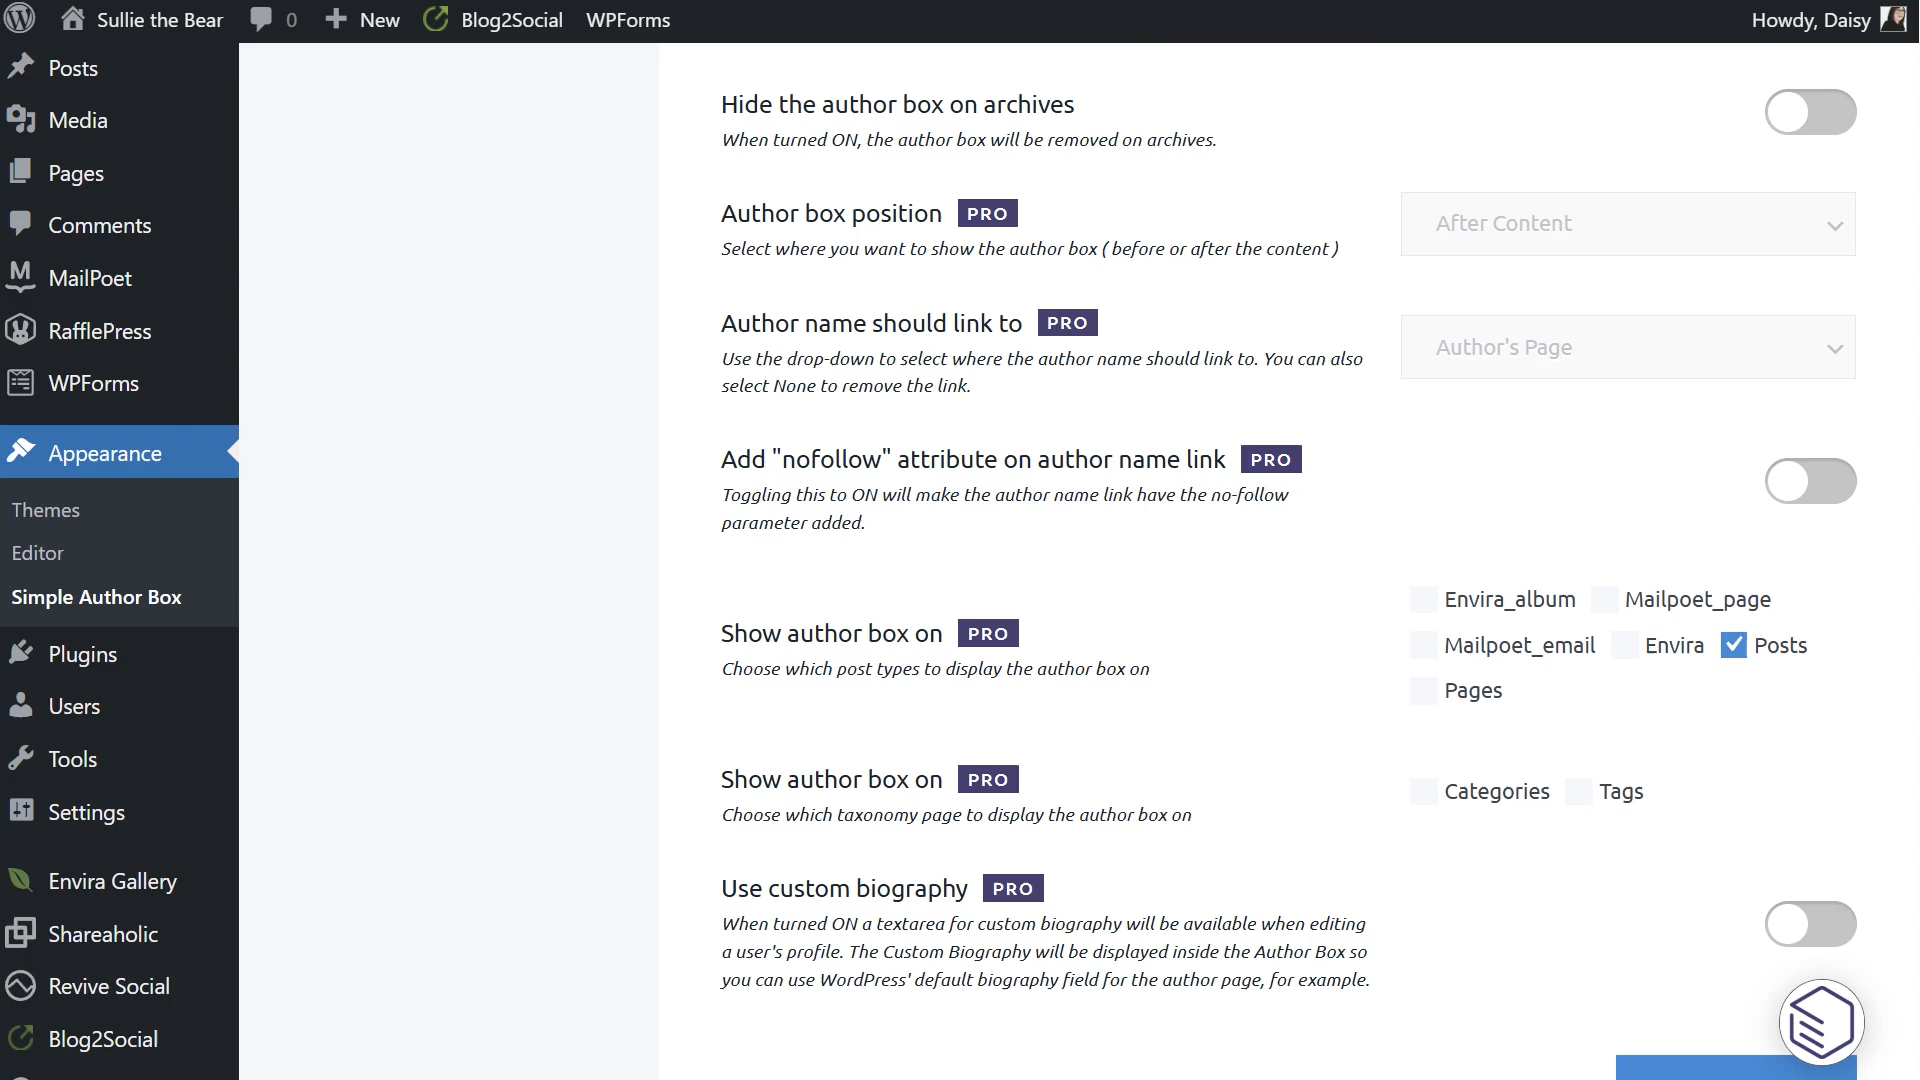 Sullie the Bear
0
New
Blog2Social
WPForms
Howdy, Daisy
Posts
Media
Pages
Comments
MailPoet
RafflePress
WPForms
Appearance
Themes
Editor
Simple Author Box
Plugins
Users
Tools
Settings
Envira Gallery
Shareaholic
Revive Social
Blog2Social
Hide the author box on archives
When turned ON, the author box will be removed on archives.
Author box position PRO
Select where you want to show the author box ( before or after the content )
After Content
Author name should link to PRO
Use the drop-down to select where the author name should link to. You can also
select None to remove the link.
Author's Page
Add "nofollow" attribute on author name link PRO
Toggling this to ON will make the author name link have the no-follow
parameter added.
Show author box on PRO
Choose which post types to display the author box on
Envira_album Mailpoet_page
Mailpoet_email Envira Posts
Pages
Show author box on PRO
Choose which taxonomy page to display the author box on
Categories Tags
Use custom biography PRO
When turned ON a textarea for custom biography will be available when editing
a user's profile. The Custom Biography will be displayed inside the Author Box so
you can use WordPress' default biography field for the author page, for example.